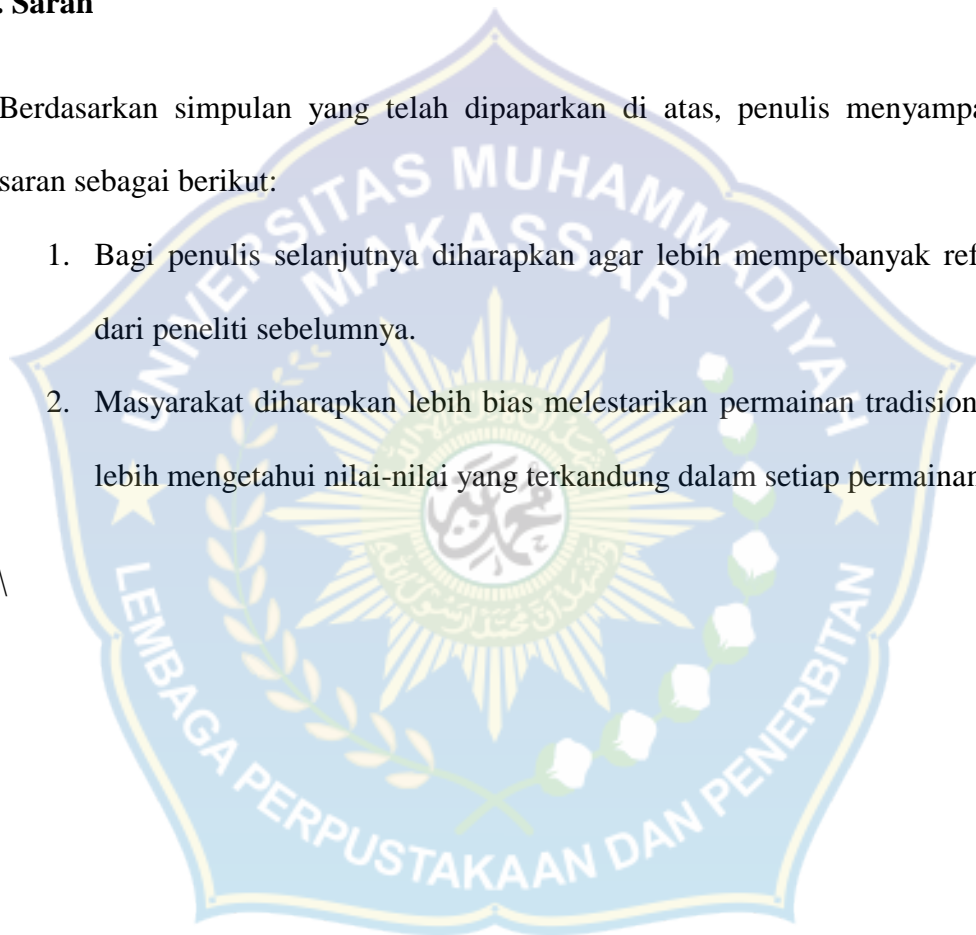 . Saran
Berdasarkan simpulan yang telah dipaparkan di atas, penulis menyampa
saran sebagai berikut:
1. Bagi penulis selanjutnya diharapkan agar lebih memperbanyak ref
dari peneliti sebelumnya.
2. Masyarakat diharapkan lebih bias melestarikan permainan tradision
lebih mengetahui nilai-nilai yang terkandung dalam setiap permainan
\
UNIVERSITAS MUHAMMADIYAH
MAKASSAR
LEMBAGA PERPUSTAKAAN DAN PENERBITAN